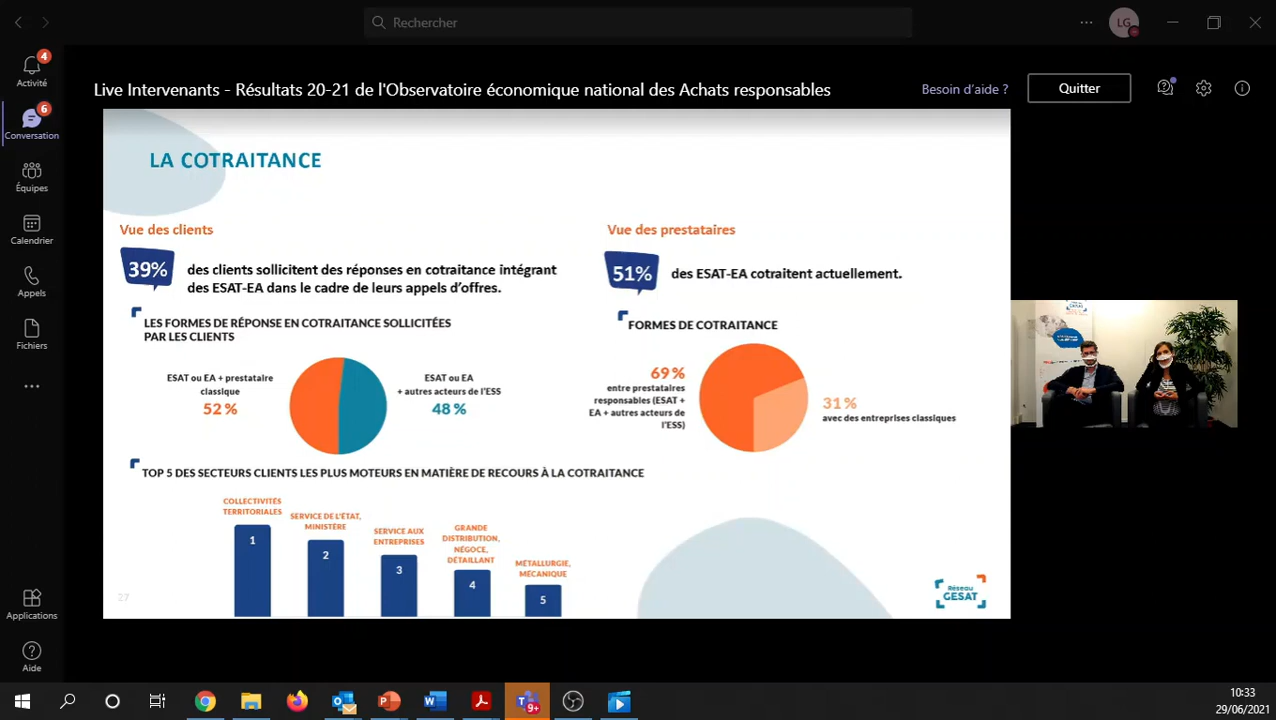 Rechercher
LG
4
Activité
6
Conversation
Équipes
Calendrier
Appels
Fichiers
Applications
Aide
Live Intervenants - Résultats 20-21 de l'Observatoire économique national des Achats responsables
Besoin d'aide ?
Quitter
LA COTRAITANCE
Vue des clients
39%
des clients sollicitent des réponses en cotraitance intégrant
des ESAT-EA dans le cadre de leurs appels d'offres.
LES FORMES DE RÉPONSE EN COTRAITANCE SOLLICITÉES
PAR LES CLIENTS
ESAT ou EA + prestataire
classique
52 %
ESAT ou EA
+ autres acteurs de l'ESS
48 %
Vue des prestataires
51%
des ESAT-EA cotraitent actuellement.
FORMES DE COTRAITANCE
69 %
entre prestataires
responsables (ESAT +
EA + autres acteurs de
l'ESS)
31 %
avec des entreprises classiques
TOP 5 DES SECTEURS CLIENTS LES PLUS MOTEURS EN MATIÈRE DE RECOURS À LA COTRAITANCE
COLLECTIVITÉS
TERRITORIALES
1
SERVICE DE L'ÉTAT,
MINISTÈRE
2
SERVICE AUX
ENTREPRISES
3
GRANDE
DISTRIBUTION,
NÉGOCE,
DÉTAILLANT
4
MÉTALLURGIE,
MÉCANIQUE
5
27
Réseau
GESAT
9+
10:33
29/06/2021